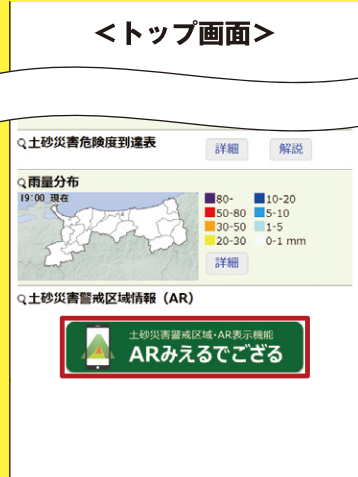 ＜トップ画面＞
土砂災害危険度到達表
詳細 解説
雨量分布
19:00 現在
80- 10-20
50-80 5-10
30-50 1-5
20-30 0-1 mm
詳細
土砂災害警戒区域情報（AR）
土砂災害警戒区域・AR表示機能
ARみえるでござる